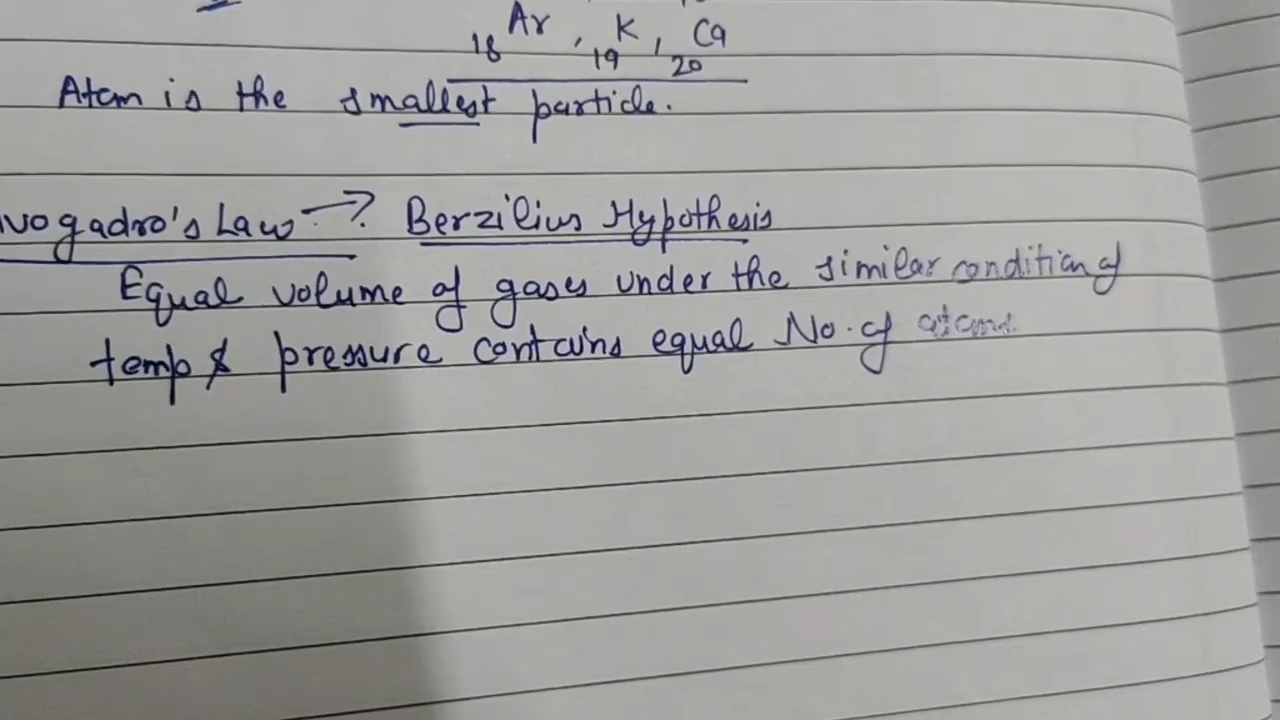 18Ar, 19K, 20Ca
Atom is the smallest particle.
vogadro's Law → Berzilius Hypothesis
Equal volume of gases under the similar condition of
temp & pressure contains equal No. of atoms.